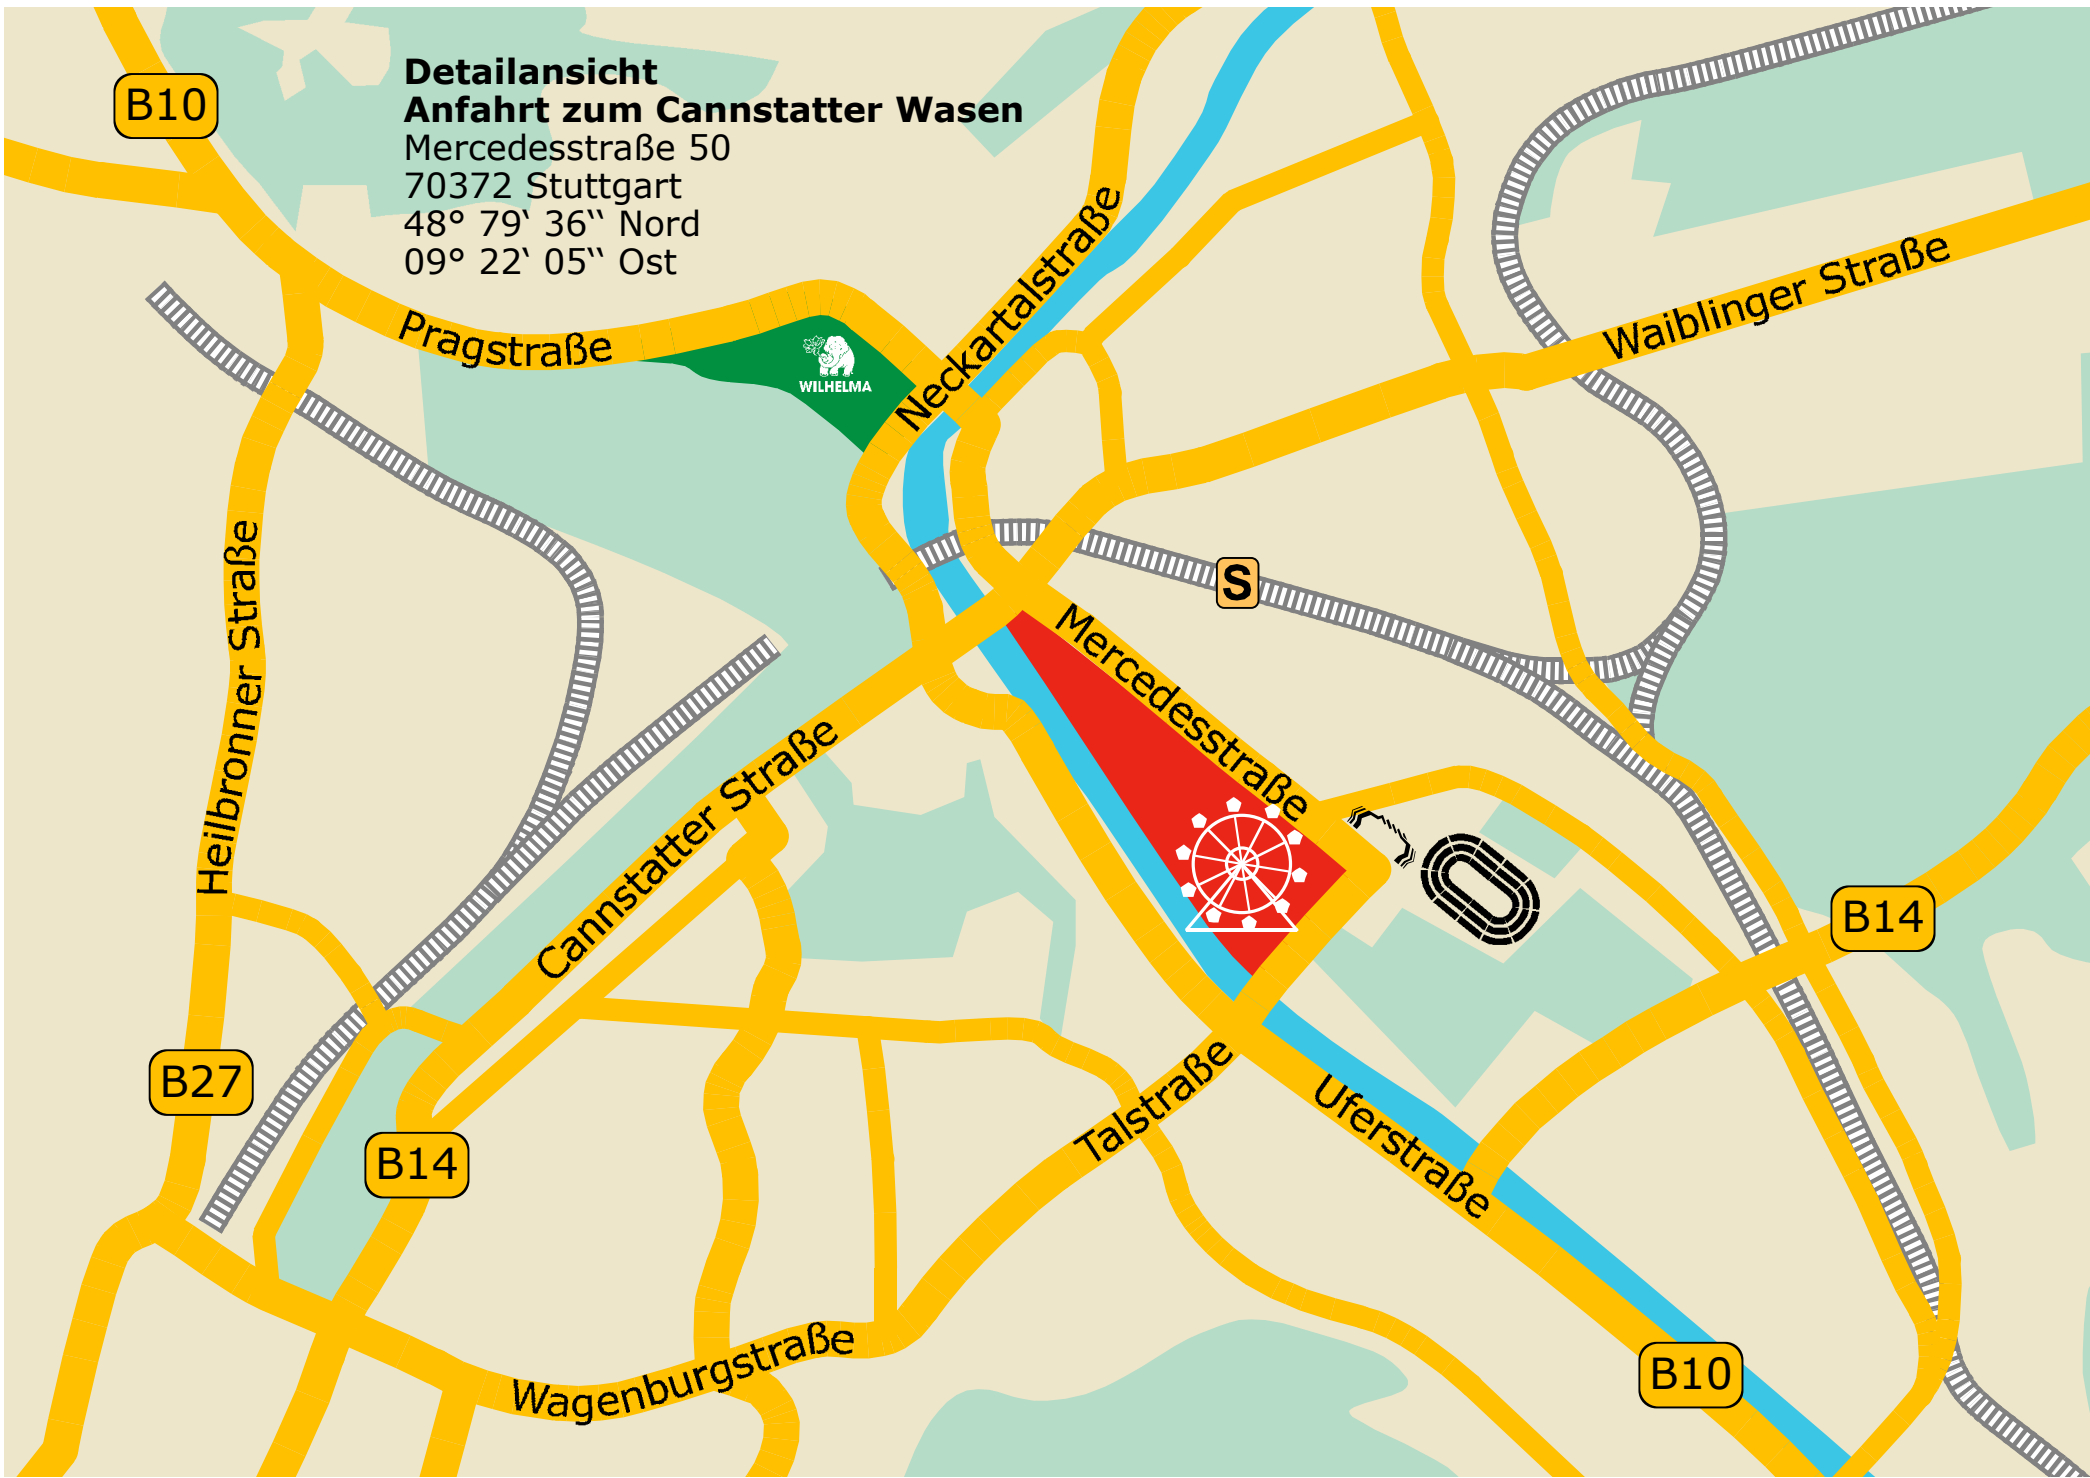 Detailansicht
Anfahrt zum Cannstatter Wasen
Mercedesstraße 50
70372 Stuttgart
48° 79‘ 36“ Nord
09° 22‘ 05“ Ost
B10
Pragstraße
WILHELMA
Neckartalstraße
Waiblinger Straße
Heilbronner Straße
S
Mercedesstraße
Cannstatter Straße
B14
B27
B14
Talstraße
Uferstraße
Wagenburgstraße
B10